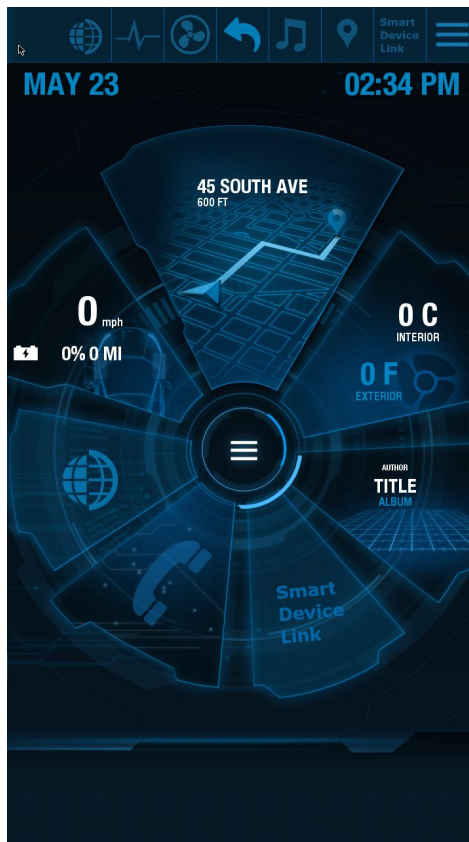 Smart
Device
Link
MAY 23
02:34 PM
45 SOUTH AVE
600 FT
0 mph
0% 0 MI
0 C
INTERIOR
0 F
EXTERIOR
AUTHOR
TITLE
ALBUM
Smart
Device
Link